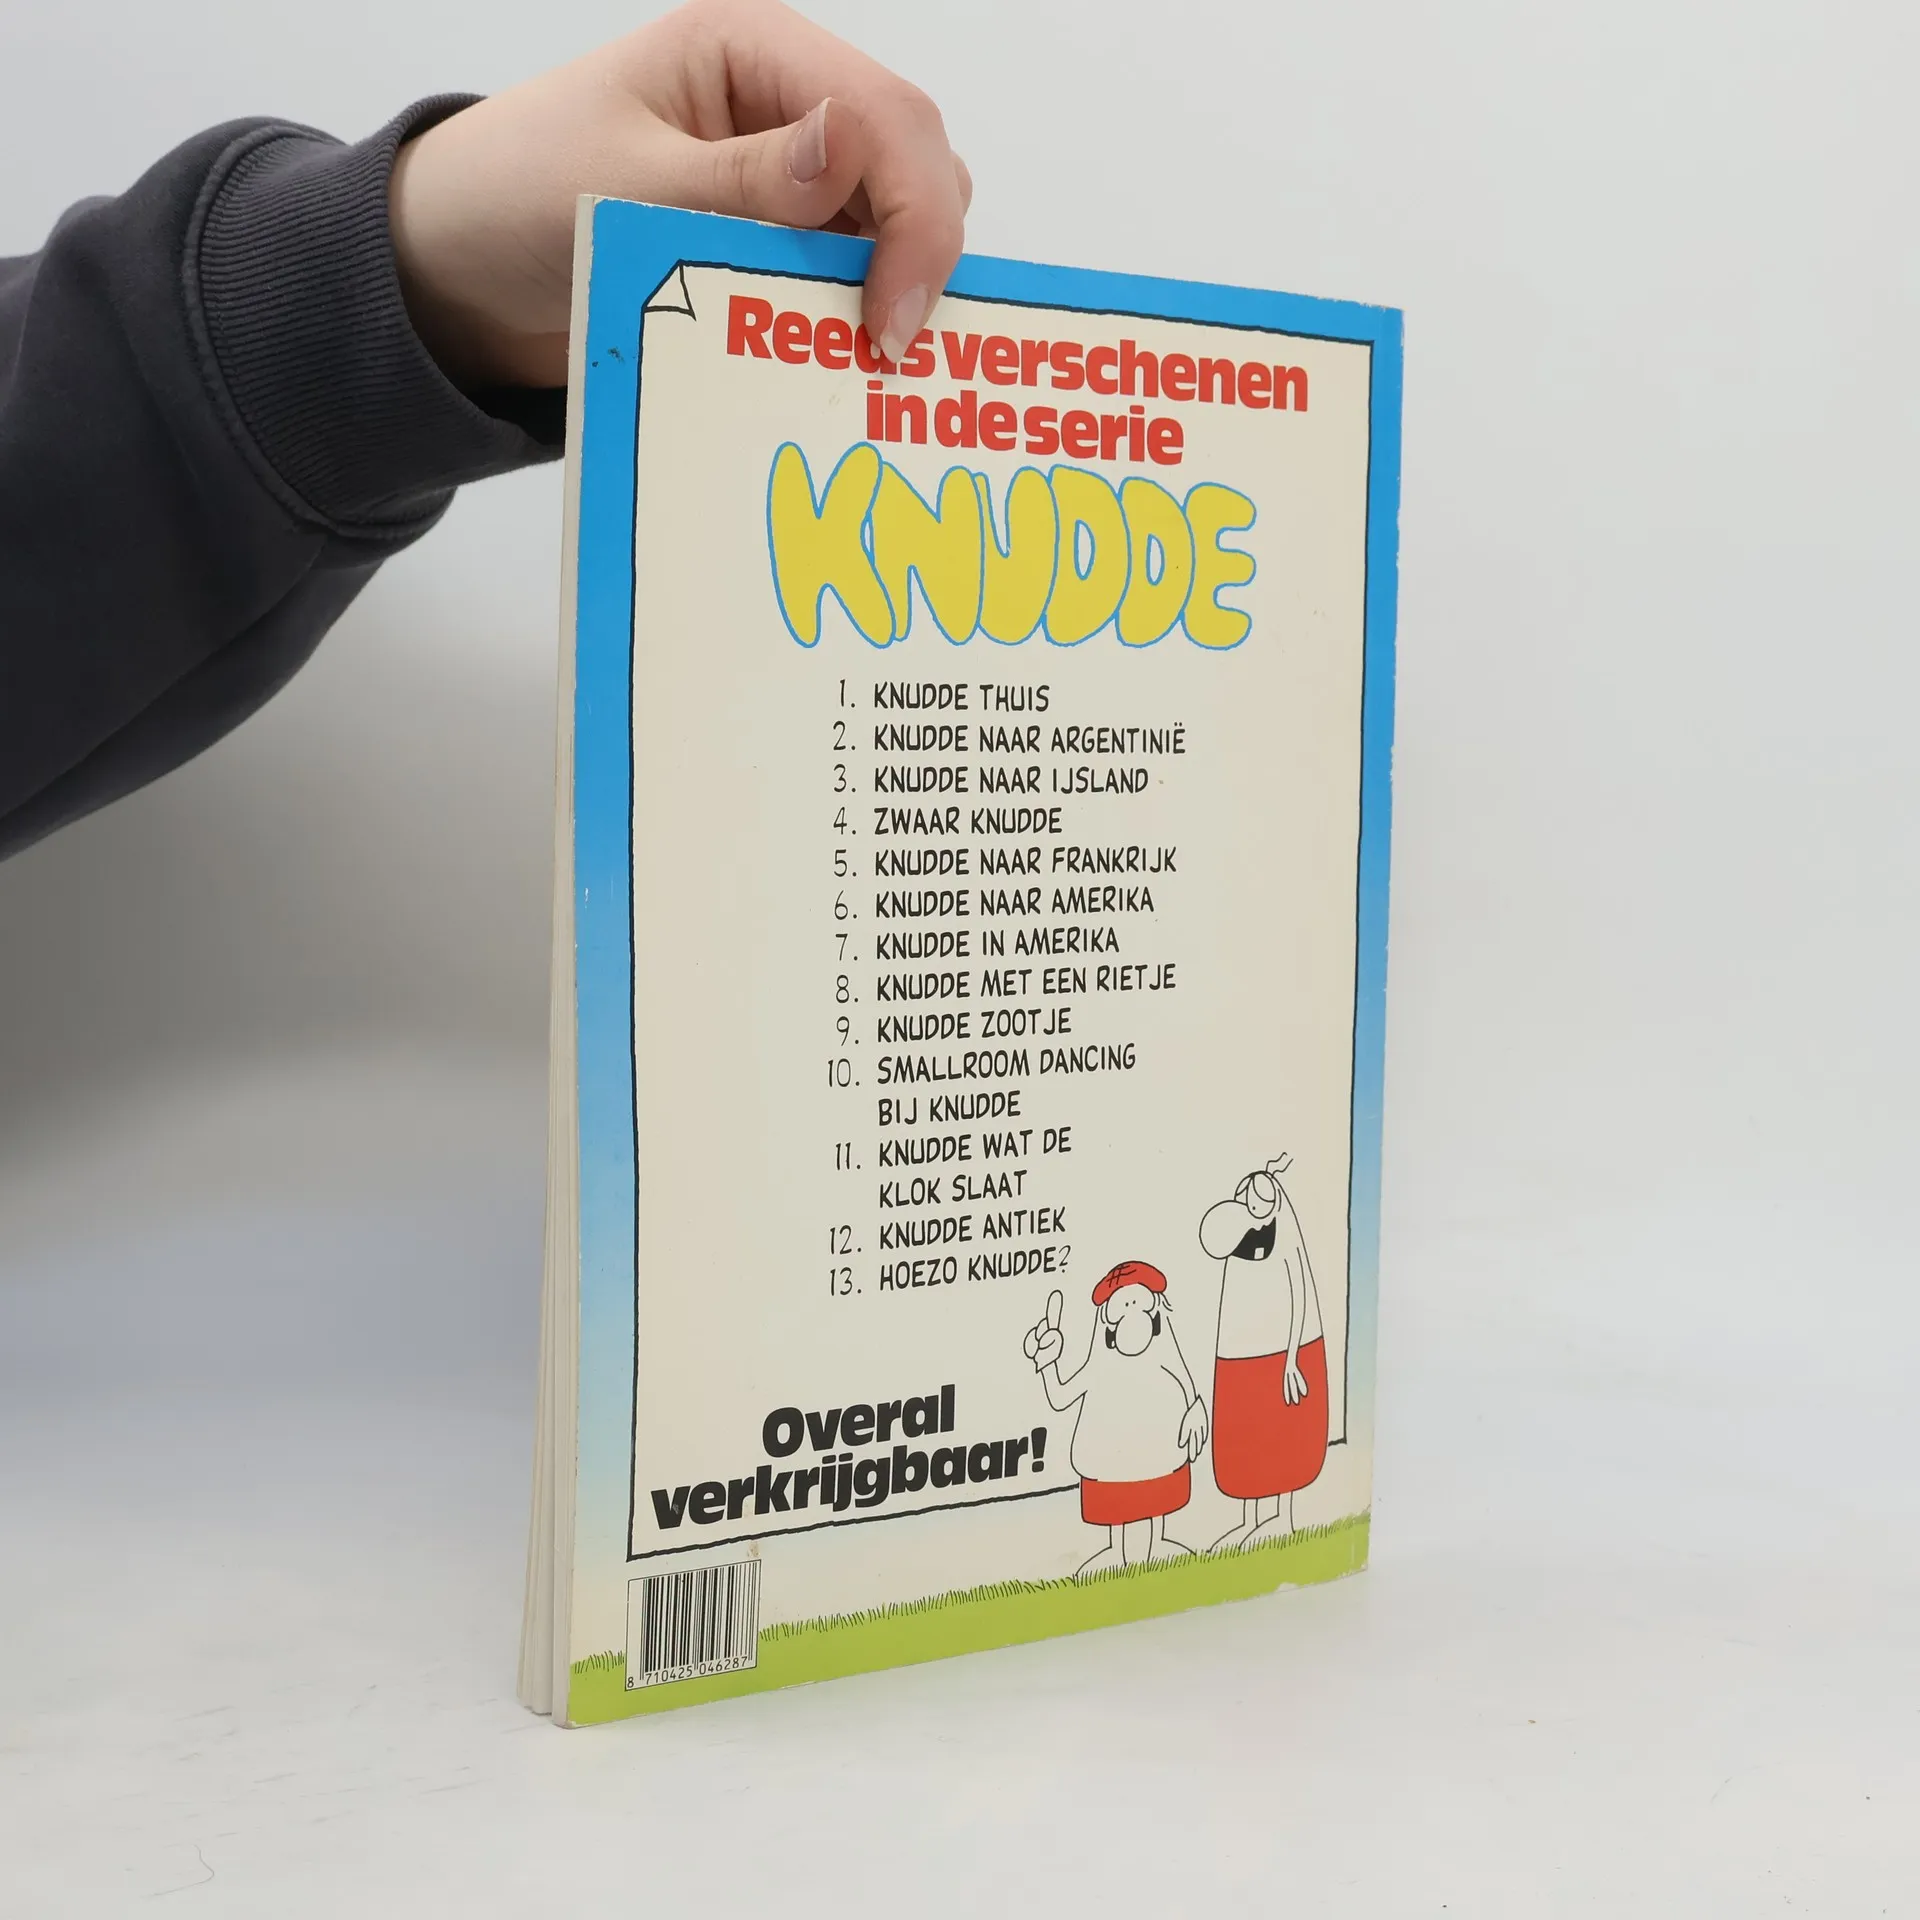 Reeds verschenen
in de serie
KNUDDE
1. KNUDDE THUIS
2. KNUDDE NAAR ARGENTINIË
3. KNUDDE NAAR IJSLAND
4. ZWAAR KNUDDE
5. KNUDDE NAAR FRANKRIJK
6. KNUDDE NAAR AMERIKA
7. KNUDDE IN AMERIKA
8. KNUDDE MET EEN RIETJE
9. KNUDDE ZOOTJE
10. SMALLROOM DANCING
BIJ KNUDDE
11. KNUDDE WAT DE
KLOK SLAAT
12. KNUDDE ANTIEK
13. HOEZO KNUDDE?
Overal
verkrijgbaar!
8 710425 046287